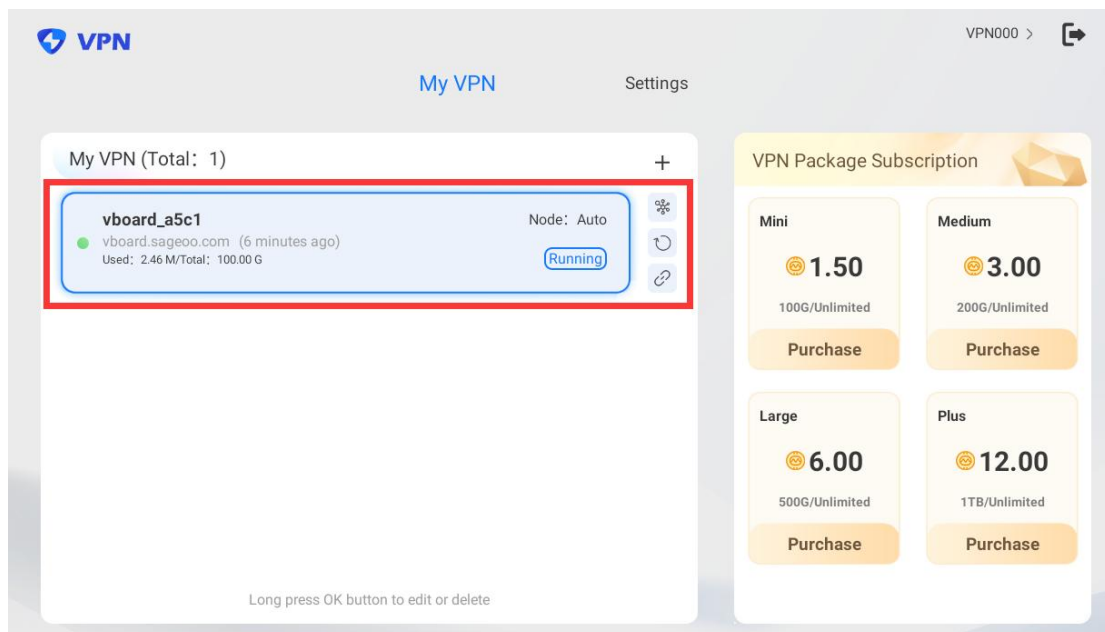 VPN
VPN000 >
My VPN
Settings
My VPN (Total：1)
+
vboard_a5c1
Node：Auto
vboard.sageoo.com (6 minutes ago)
Used：2.46 M/Total：100.00 G
Running
Long press OK button to edit or delete
VPN Package Subscription
Mini
1.50
100G/Unlimited
Purchase
Medium
3.00
200G/Unlimited
Purchase
Large
6.00
500G/Unlimited
Purchase
Plus
12.00
1TB/Unlimited
Purchase